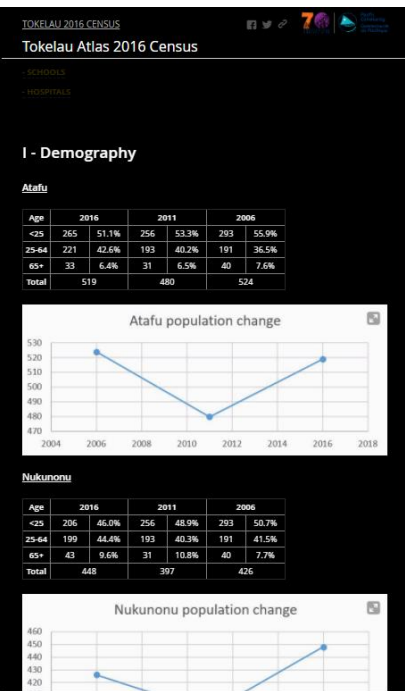 TOKELAU 2016 CENSUS
Tokelau Atlas 2016 Census
- SCHOOLS
- HOSPITALS
I - Demography
Atafu
Age 2016 2011 2006
<25 265 51.1% 256 53.3% 293 55.9%
25-64 221 42.6% 193 40.2% 191 36.5%
65+ 33 6.4% 31 6.5% 40 7.6%
Total 519 480 524
Atafu population change
530
520
510
500
490
480
470
2004 2006 2008 2010 2012 2014 2016 2018
Nukunonu
Age 2016 2011 2006
<25 206 46.0% 256 48.9% 293 50.7%
25-64 199 44.4% 193 40.3% 191 41.5%
65+ 43 9.6% 31 10.8% 40 7.7%
Total 448 397 426
Nukunonu population change
460
450
440
430
420